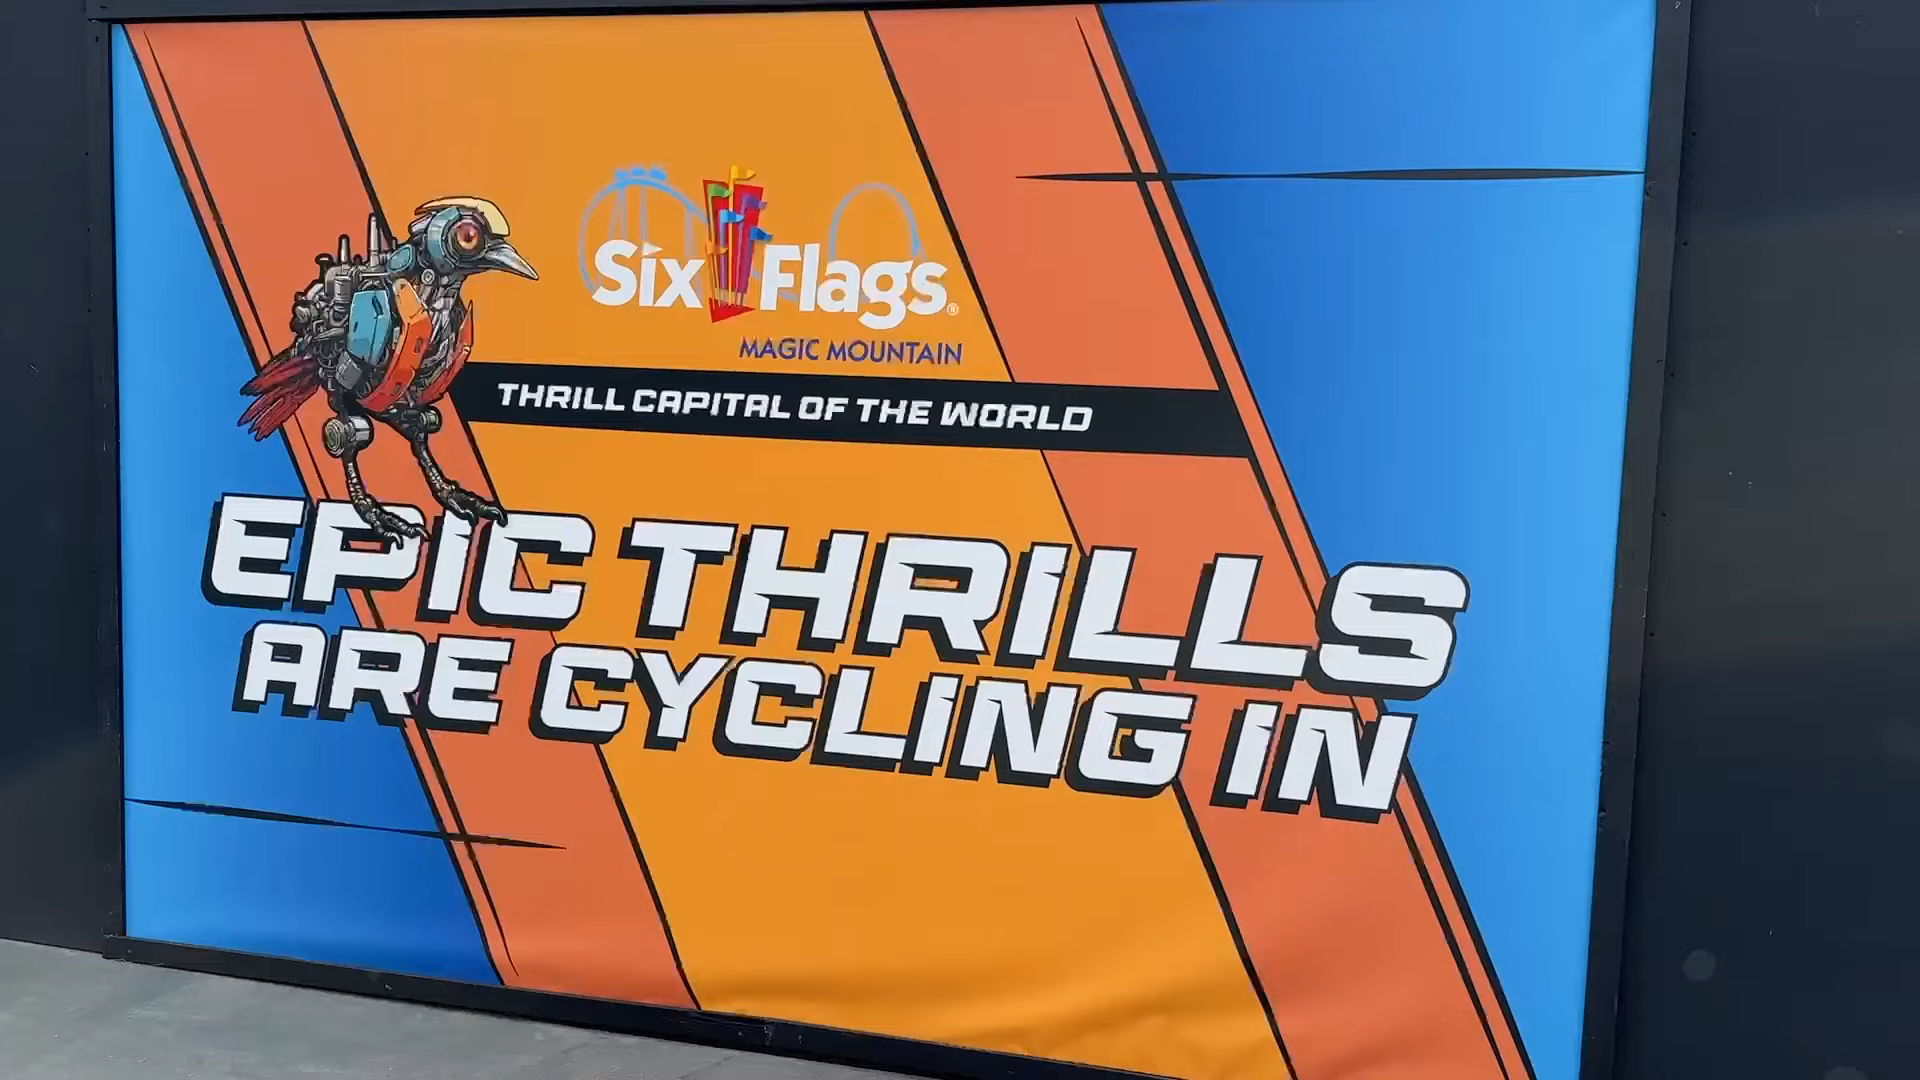 Six Flags®
MAGIC MOUNTAIN
THRILL CAPITAL OF THE WORLD
EPIC THRILLS
ARE CYCLING IN